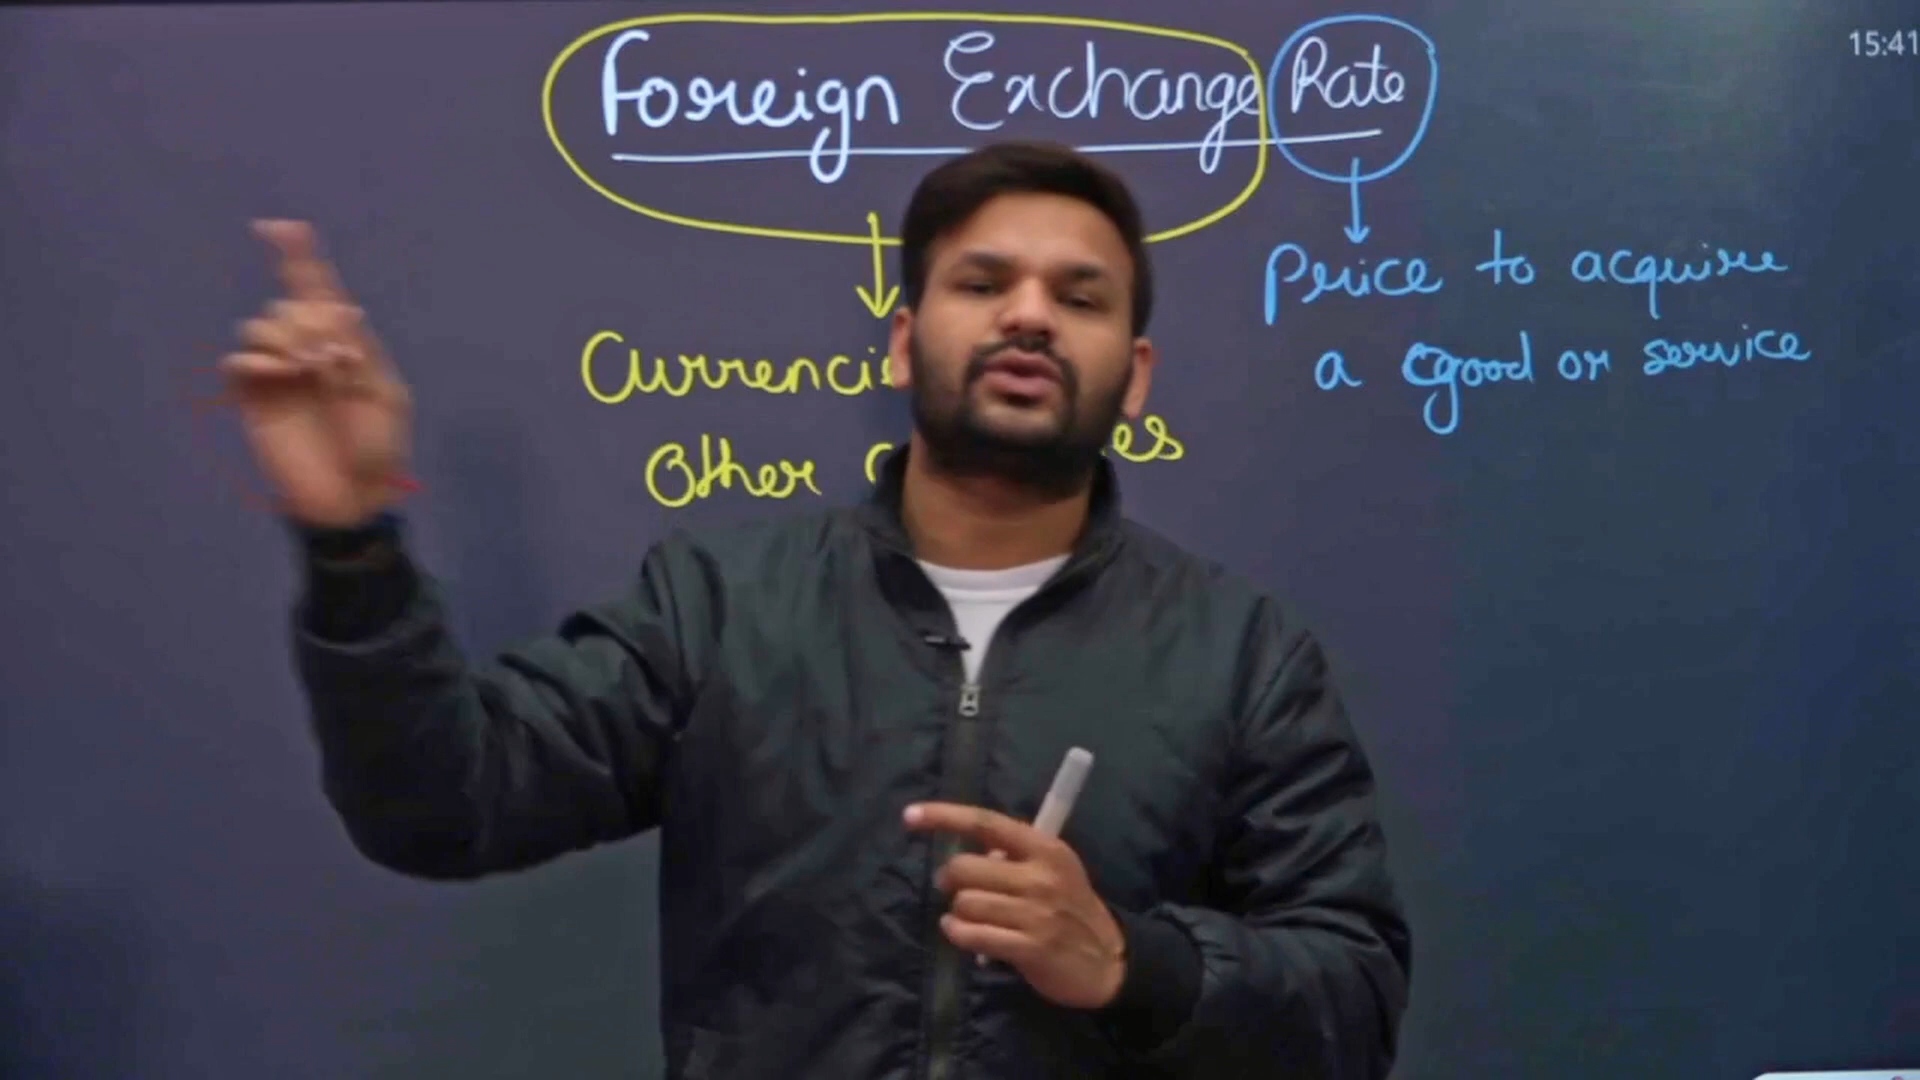 Foreign Exchange Rate
15:41
Price to acquire
a good or service
Other